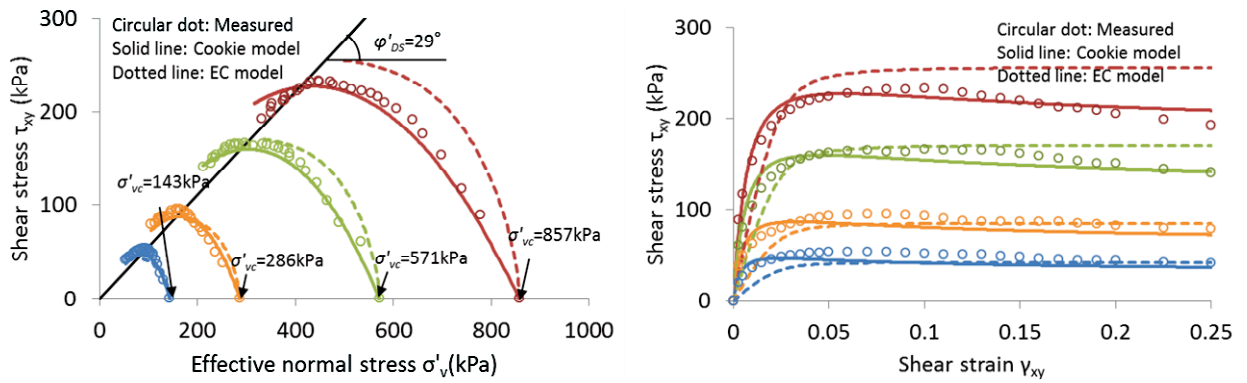 300
200
100
0
Shear stress τxy (kPa)
Circular dot: Measured
Solid line: Cookie model
Dotted line: EC model
φ'DS=29°
σ'vc=143kPa
σ'vc=286kPa
σ'vc=571kPa
σ'vc=857kPa
0 200 400 600 800 1000
Effective normal stress σ'v(kPa)
300
200
100
0
Shear stress τxy (kPa)
Circular dot: Measured
Solid line: Cookie model
Dotted line: EC model
0 0.05 0.1 0.15 0.2 0.25
Shear strain γxy